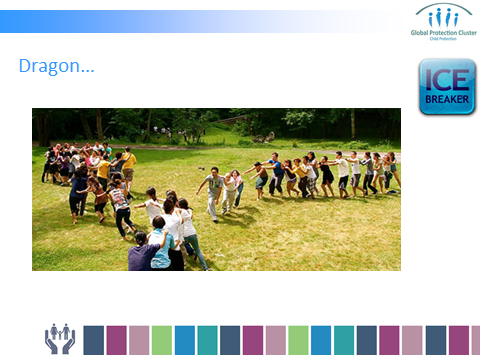 Global Protection Cluster
Child Protection
Dragon...
ICE
BREAKER